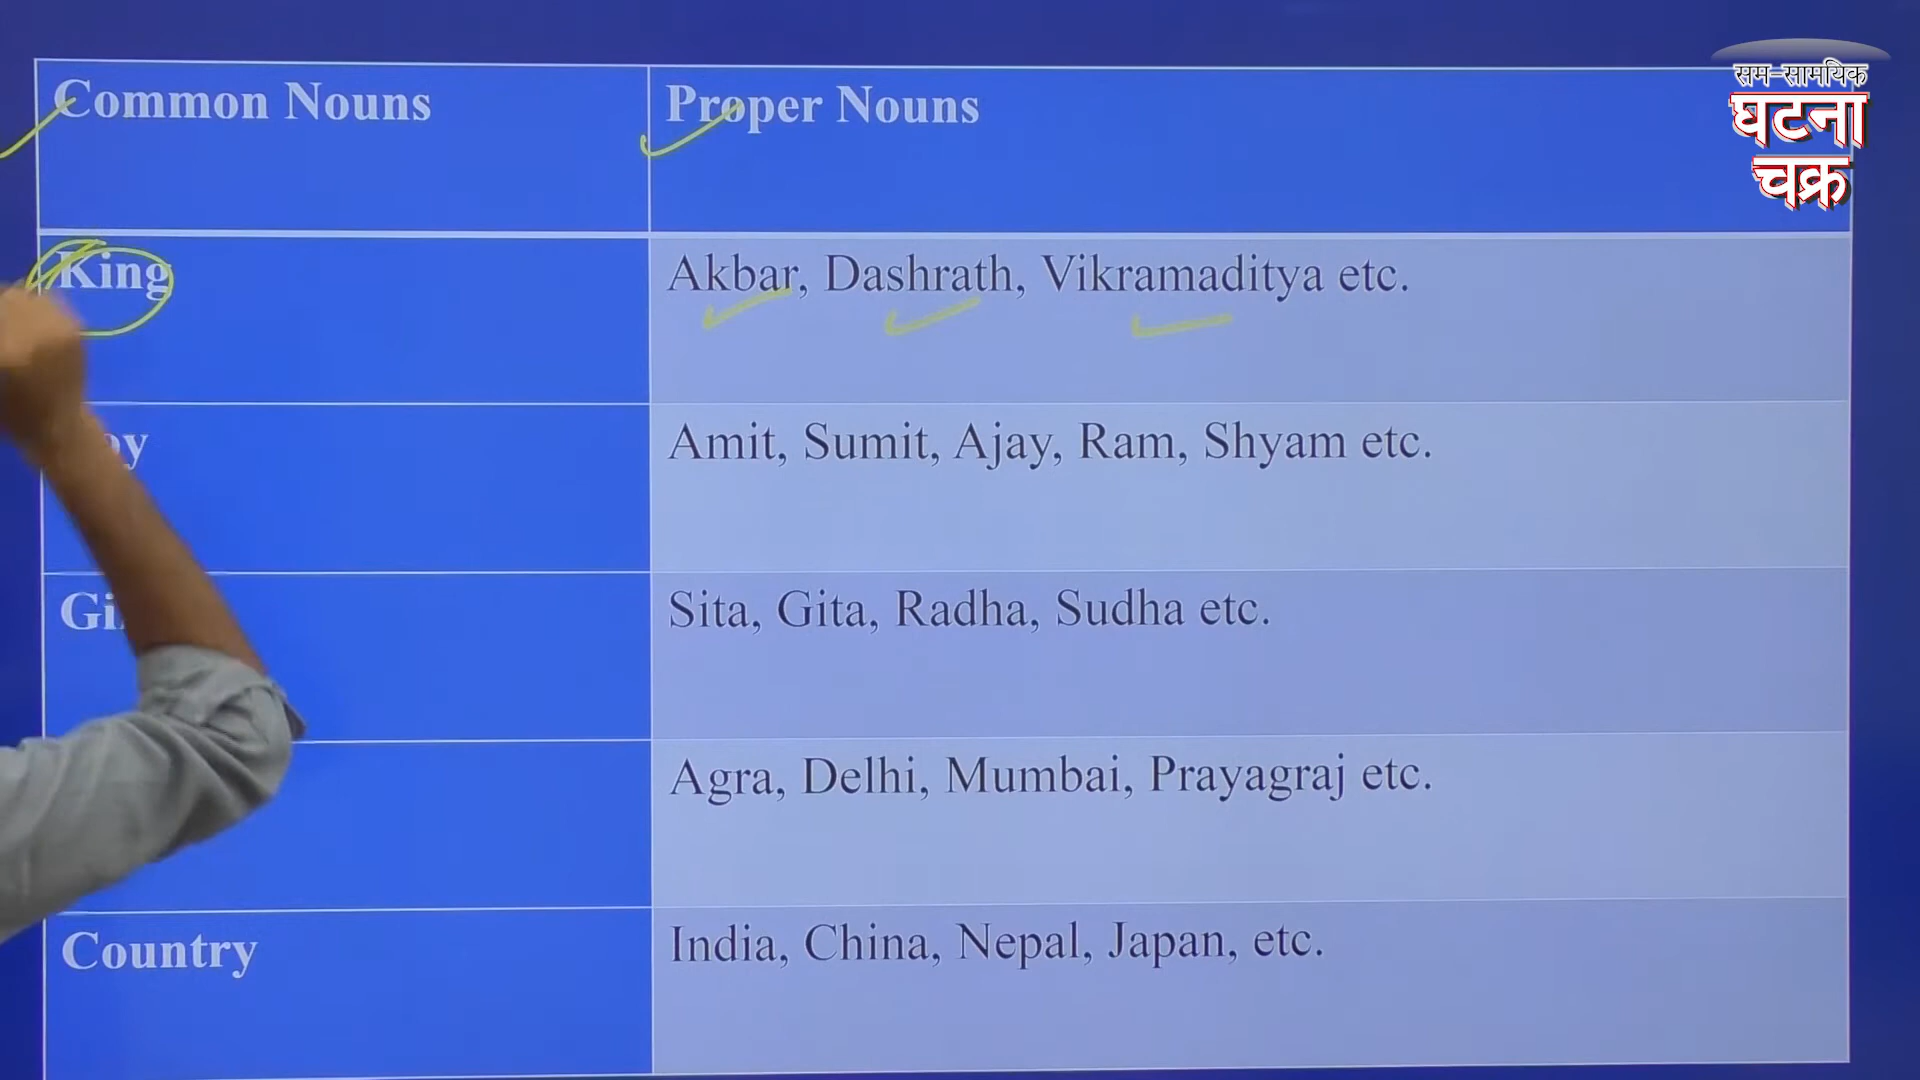 सम-सामयिक
घटना
चक्र
Common Nouns
Proper Nouns
King
Akbar, Dashrath, Vikramaditya etc.
Amit, Sumit, Ajay, Ram, Shyam etc.
Sita, Gita, Radha, Sudha etc.
Agra, Delhi, Mumbai, Prayagraj etc.
Country
India, China, Nepal, Japan, etc.